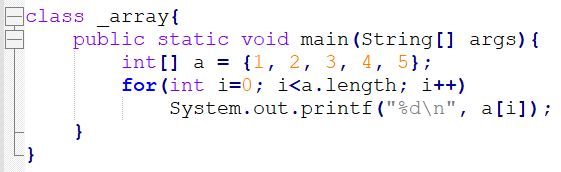 class _array{
public static void main(String[] args){
int[] a = {1, 2, 3, 4, 5};
for(int i=0; i<a.length; i++)
System.out.printf("%d\n", a[i]);
}
}